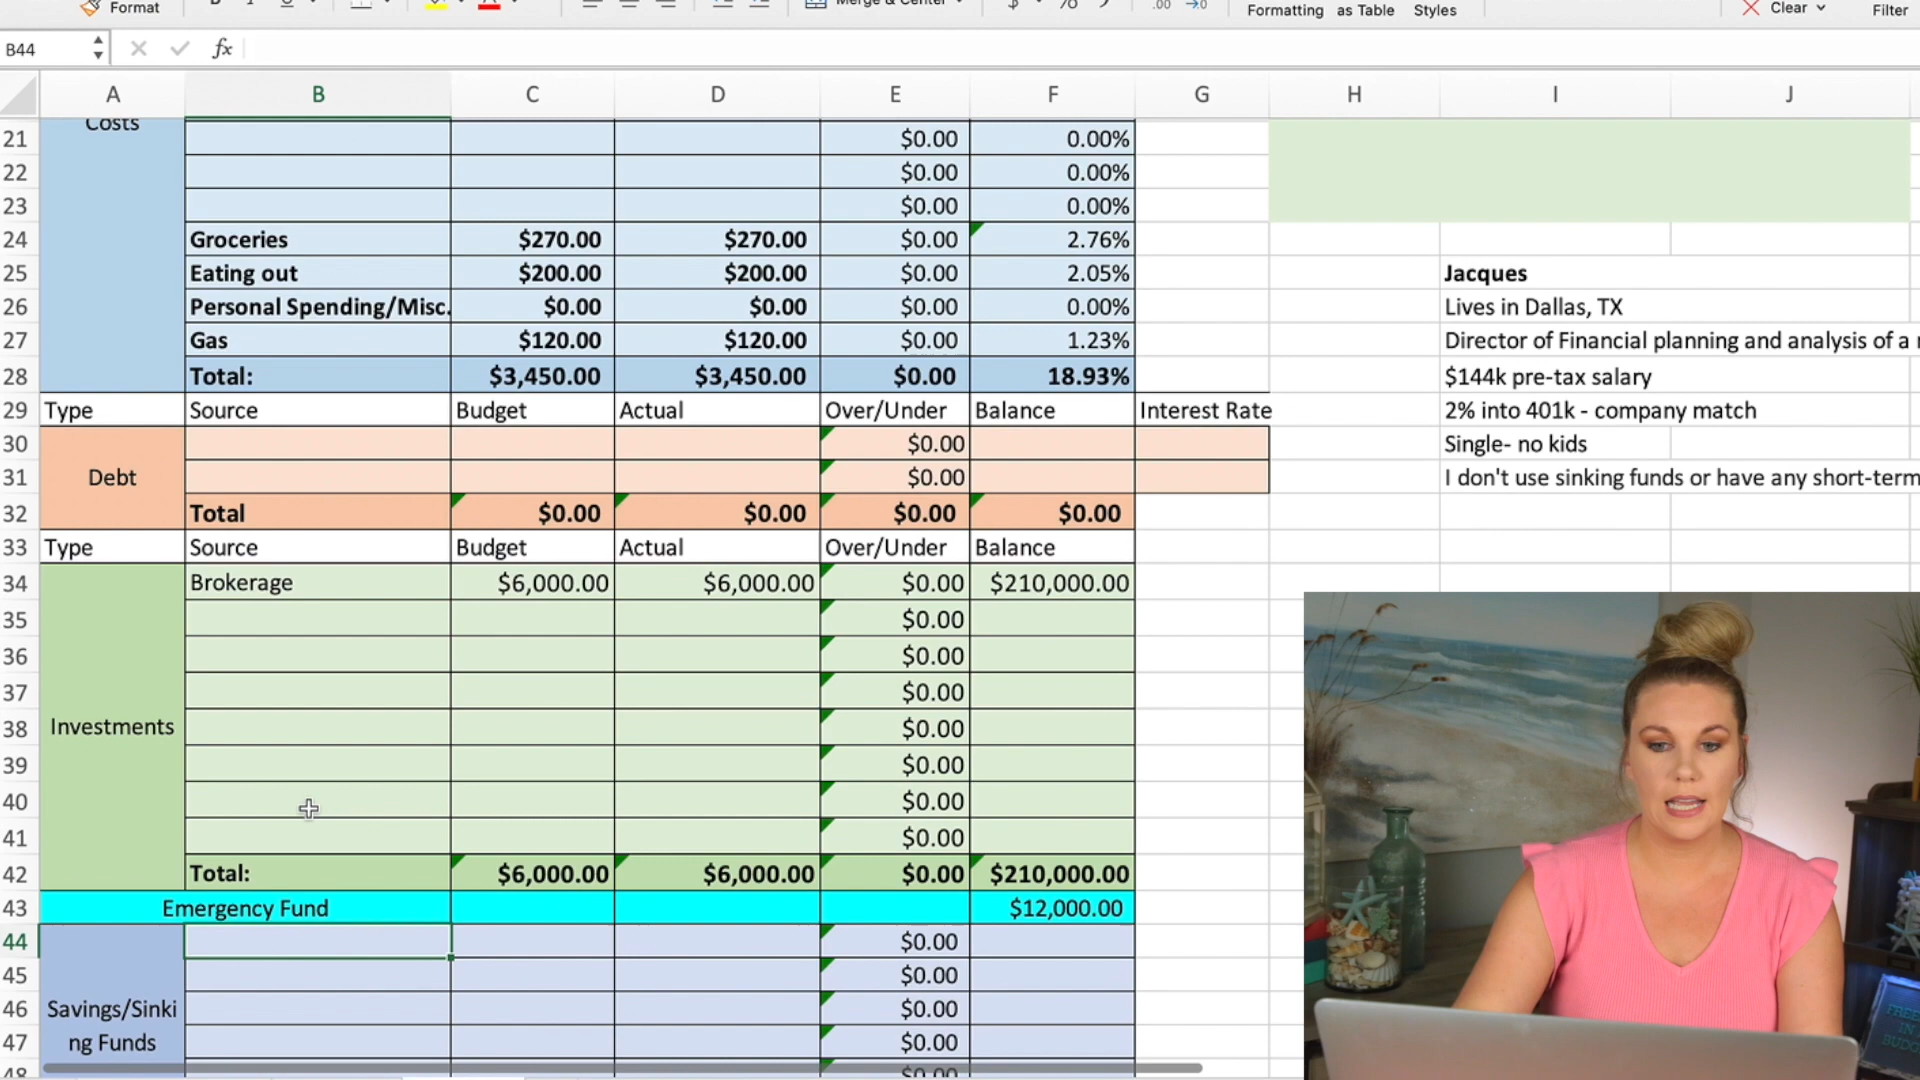 Format
Merge & Center
Formatting as Table Styles
Clear
Filter
B44
fx
A B C D E F G H I J
Costs
21 $0.00 0.00%
22 $0.00 0.00%
23 $0.00 0.00%
24 Groceries $270.00 $270.00 $0.00 2.76%
25 Eating out $200.00 $200.00 $0.00 2.05% Jacques
26 Personal Spending/Misc. $0.00 $0.00 $0.00 0.00% Lives in Dallas, TX
27 Gas $120.00 $120.00 $0.00 1.23% Director of Financial planning and analysis of a
28 Total: $3,450.00 $3,450.00 $0.00 18.93% $144k pre-tax salary
29 Type Source Budget Actual Over/Under Balance Interest Rate 2% into 401k - company match
30 $0.00 Single- no kids
31 Debt $0.00 I don't use sinking funds or have any short-term
32 Total $0.00 $0.00 $0.00 $0.00
33 Type Source Budget Actual Over/Under Balance
34 Brokerage $6,000.00 $6,000.00 $0.00 $210,000.00
35 $0.00
36 $0.00
37 $0.00
38 Investments $0.00
39 $0.00
40 $0.00
41 $0.00
42 Total: $6,000.00 $6,000.00 $0.00 $210,000.00
43 Emergency Fund $12,000.00
44 $0.00
45 $0.00
46 Savings/Sinki $0.00
47 ng Funds $0.00
48 $0.00